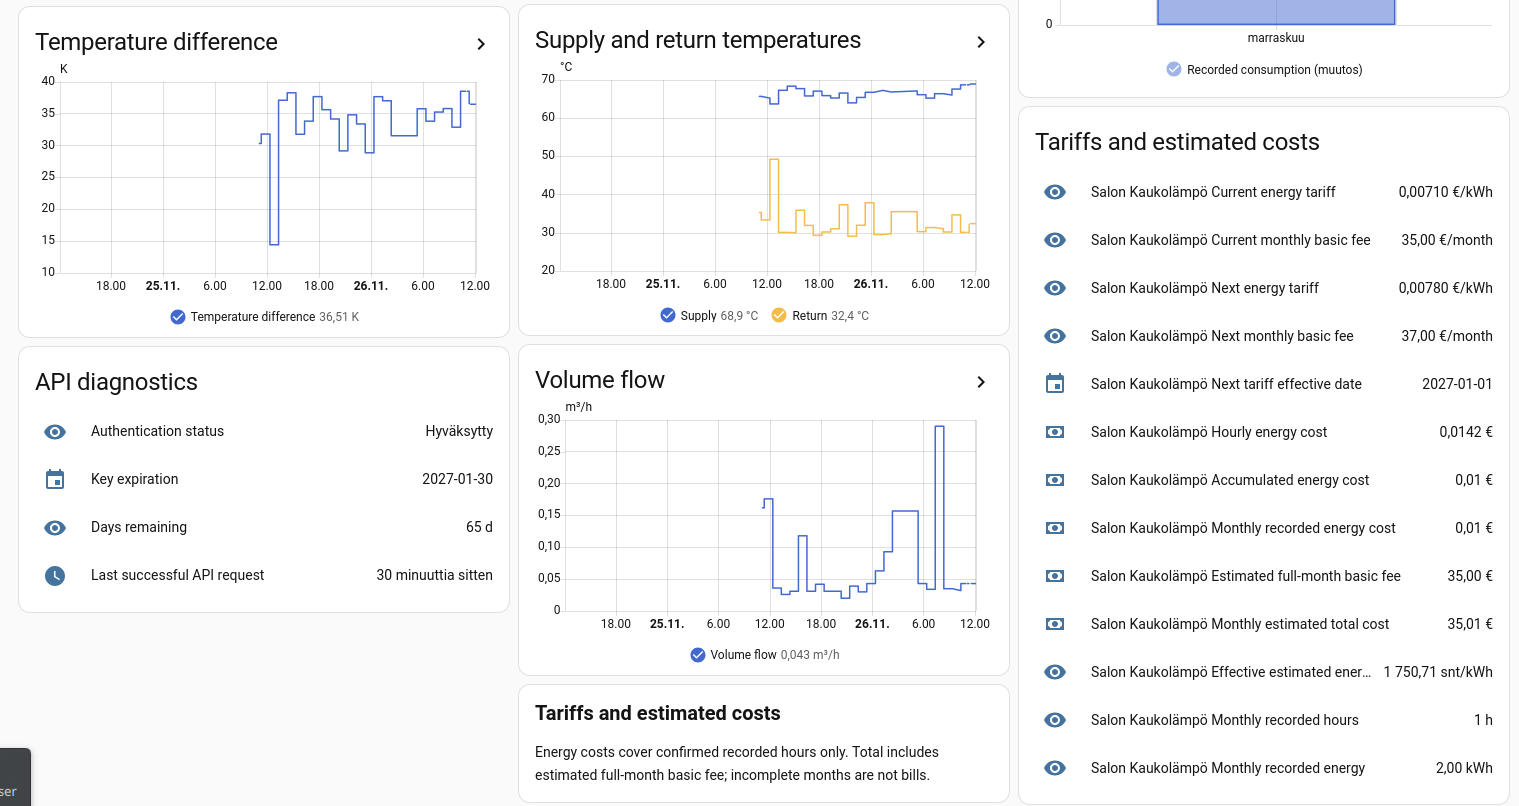 Temperature difference
K
40
35
30
25
20
15
10
18.00 25.11. 6.00 12.00 18.00 26.11. 6.00 12.00
Temperature difference 36,51 K
API diagnostics
Authentication status Hyväksytty
Key expiration 2027-01-30
Days remaining 65 d
Last successful API request 30 minuuttia sitten
ser
Supply and return temperatures
°C
70
60
50
40
30
20
18.00 25.11. 6.00 12.00 18.00 26.11. 6.00 12.00
Supply 68,9 °C Return 32,4 °C
Volume flow
m³/h
0,30
0,25
0,20
0,15
0,10
0,05
0
18.00 25.11. 6.00 12.00 18.00 26.11. 6.00 12.00
Volume flow 0,043 m³/h
Tariffs and estimated costs
Energy costs cover confirmed recorded hours only. Total includes
estimated full-month basic fee; incomplete months are not bills.
0
marraskuu
Recorded consumption (muutos)
Tariffs and estimated costs
Salon Kaukolämpö Current energy tariff 0,00710 €/kWh
Salon Kaukolämpö Current monthly basic fee 35,00 €/month
Salon Kaukolämpö Next energy tariff 0,00780 €/kWh
Salon Kaukolämpö Next monthly basic fee 37,00 €/month
Salon Kaukolämpö Next tariff effective date 2027-01-01
Salon Kaukolämpö Hourly energy cost 0,0142 €
Salon Kaukolämpö Accumulated energy cost 0,01 €
Salon Kaukolämpö Monthly recorded energy cost 0,01 €
Salon Kaukolämpö Estimated full-month basic fee 35,00 €
Salon Kaukolämpö Monthly estimated total cost 35,01 €
Salon Kaukolämpö Effective estimated ener... 1 750,71 snt/kWh
Salon Kaukolämpö Monthly recorded hours 1 h
Salon Kaukolämpö Monthly recorded energy 2,00 kWh